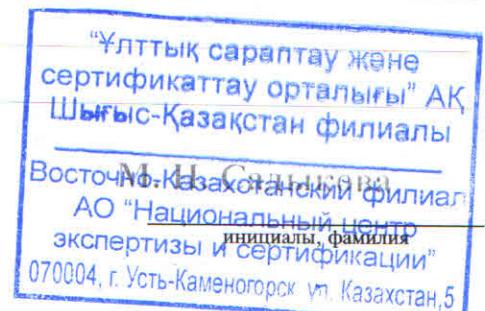 “Ұлттық сараптау және
сертификаттау орталығы” АҚ
Шығыс-Қазақстан филиалы
М. Н. Садыкова
Восточно-Казахстанский филиал
АО “Национальный центр
инициалы, фамилия
экспертизы и сертификации”
070004, г. Усть-Каменогорск ул. Казахстан,5